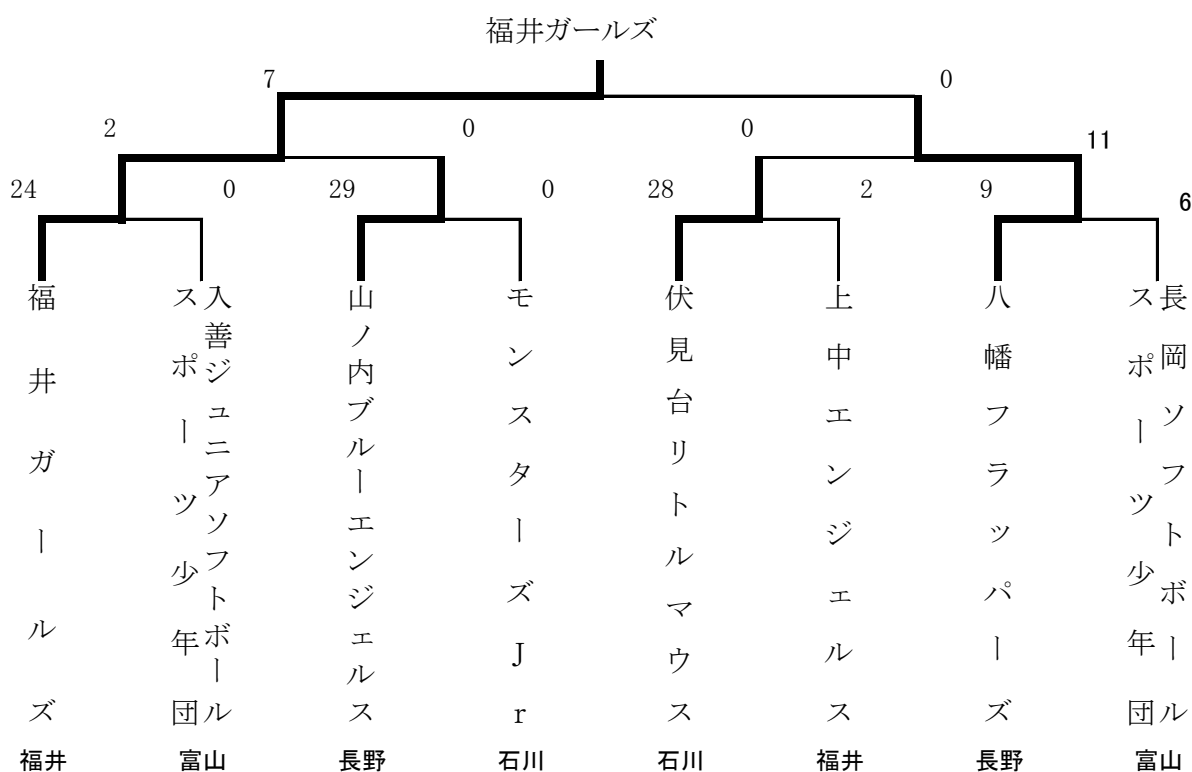 福井ガールズ
7
0
2
0
0
11
24
0
29
0
28
2
9
6
福井ガールズ
入善ジュニアソフトボール
スポーツ少年団
山ノ内ブルーエンジェルス
モンスターズJr
伏見台リトルマウス
上中エンジェルス
八幡フラッパーズ
長岡ソフトボール
スポーツ少年団
福井
富山
長野
石川
石川
福井
長野
富山